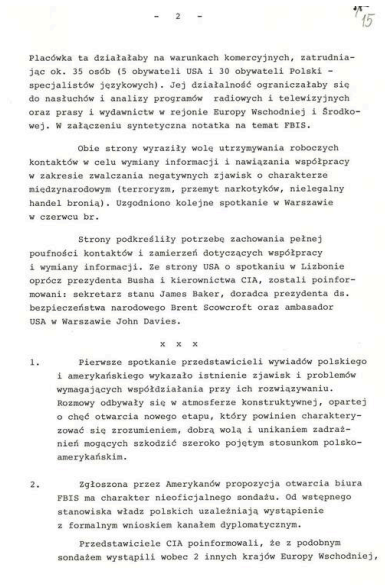 - 2 -
15
Placówka ta działałaby na warunkach komercyjnych, zatrudnia-
jąc ok. 35 osób (5 obywateli USA i 30 obywateli Polski -
specjalistów językowych). Jej działalność ograniczałaby się
do nasłuchów i analizy programów radiowych i telewizyjnych
oraz prasy i wydawnictw w rejonie Europy Wschodniej i Środko-
wej. W załączeniu syntetyczna notatka na temat FBIS.
Obie strony wyraziły wolę utrzymywania roboczych
kontaktów w celu wymiany informacji i nawiązania współpracy
w zakresie zwalczania negatywnych zjawisk o charakterze
międzynarodowym (terroryzm, przemyt narkotyków, nielegalny
handel bronią). Uzgodniono kolejne spotkanie w Warszawie
w czerwcu br.
Strony podkreśliły potrzebę zachowania pełnej
poufności kontaktów i zamierzeń dotyczących współpracy
i wymiany informacji. Ze strony USA o spotkaniu w Lizbonie
oprócz prezydenta Busha i kierownictwa CIA, zostali poinfor-
mowani: sekretarz stanu James Baker, doradca prezydenta ds.
bezpieczeństwa narodowego Brent Scowcroft oraz ambasador
USA w Warszawie John Davies.
x x x
1. Pierwsze spotkanie przedstawicieli wywiadów polskiego
i amerykańskiego wykazało istnienie zjawisk i problemów
wymagających współdziałania przy ich rozwiązywaniu.
Rozmowy odbywały się w atmosferze konstruktywnej, opartej
o chęć otwarcia nowego etapu, który powinien charaktery-
zować się zrozumieniem, dobrą wolą i unikaniem zadraż-
nień mogących szkodzić szeroko pojętym stosunkom polsko-
amerykańskim.
2. Zgłoszona przez Amerykanów propozycja otwarcia biura
FBIS ma charakter nieoficjalnego sondażu. Od wstępnego
stanowiska władz polskich uzależniają wystąpienie
z formalnym wnioskiem kanałem dyplomatycznym.
Przedstawiciele CIA poinformowali, że z podobnym
sondażem wystąpili wobec 2 innych krajów Europy Wschodniej,